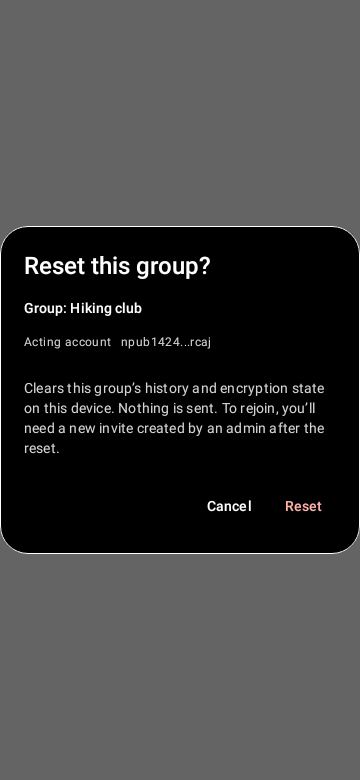 Reset this group?
Group: Hiking club
Acting account npub1424...rcaj
Clears this group’s history and encryption state
on this device. Nothing is sent. To rejoin, you’ll
need a new invite created by an admin after the
reset.
Cancel Reset